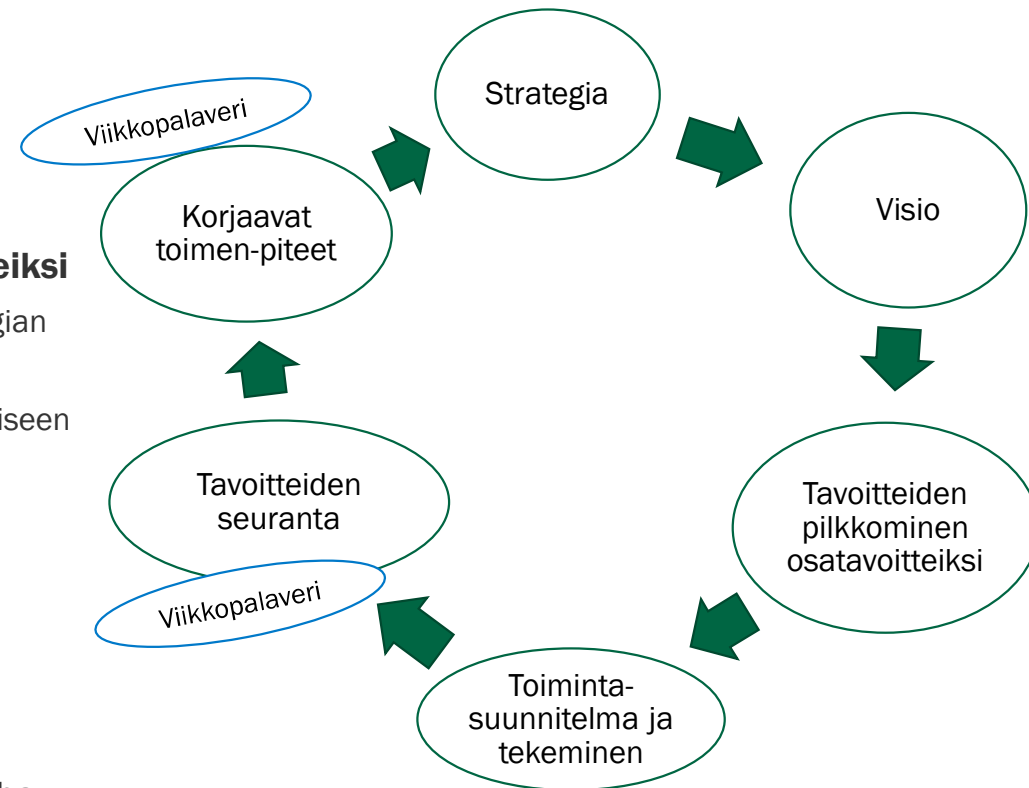 Strategia
Visio
Tavoitteiden
pilkkominen
osatavoitteiksi
Toiminta-
suunnitelma ja
tekeminen
Tavoitteiden
seuranta
Viikkopalaveri
Korjaavat
toimen-piteet
Viikkopalaveri
eiksi
gian
iseen